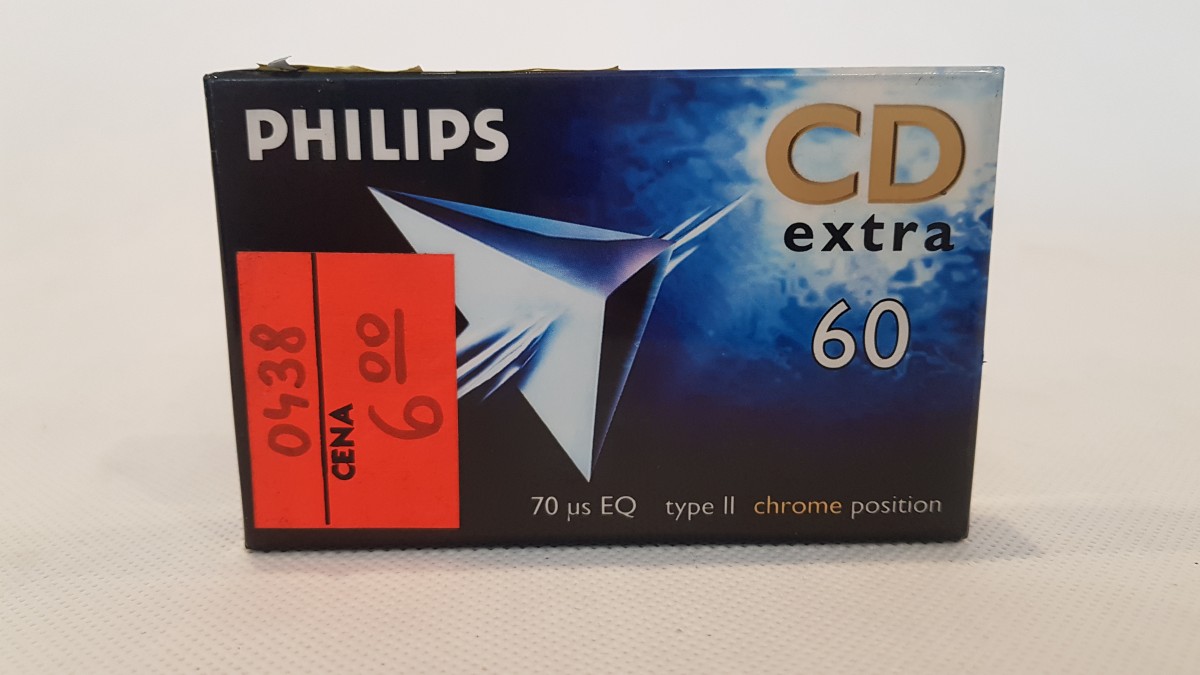 PHILIPS
CD
extra
60
0438
CENA
6 00
70 µs EQ type II chrome position